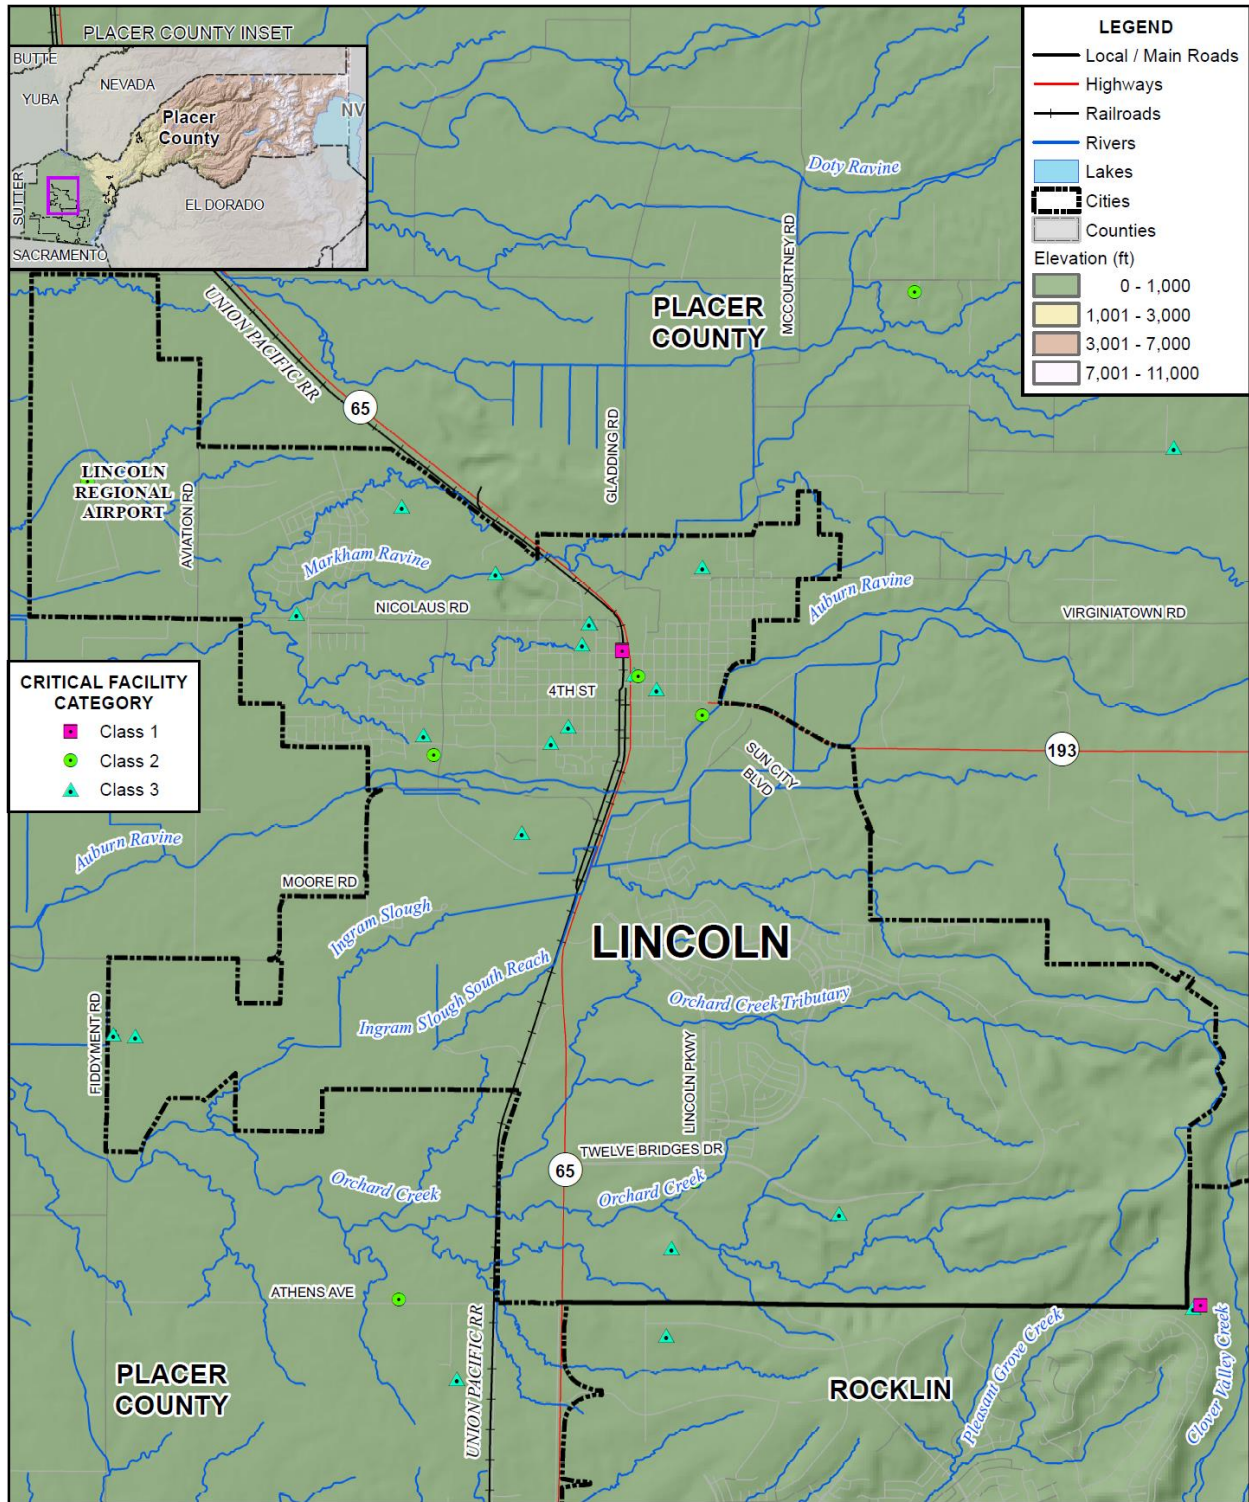 PLACER COUNTY INSET
BUTTE
YUBA
NEVADA
Placer
County
NV
SUTTER
EL DORADO
SACRAMENTO
LEGEND
Local / Main Roads
Highways
Railroads
Rivers
Lakes
Cities
Counties
Elevation (ft)
0 - 1,000
1,001 - 3,000
3,001 - 7,000
7,001 - 11,000
Doty Ravine
MCCOURTNEY RD
PLACER
COUNTY
UNION PACIFIC RR
65
GLADDING RD
LINCOLN
REGIONAL
AIRPORT
AVIATION RD
Markham Ravine
NICOLAUS RD
Auburn Ravine
VIRGINIATOWN RD
CRITICAL FACILITY
CATEGORY
Class 1
Class 2
Class 3
4TH ST
SUN CITY
BLVD
193
Auburn Ravine
MOORE RD
Ingram Slough
LINCOLN
Ingram Slough South Reach
Orchard Creek Tributary
FIDDYMENT RD
LINCOLN PKWY
TWELVE BRIDGES DR
65
Orchard Creek
Orchard Creek
ATHENS AVE
UNION PACIFIC RR
PLACER
COUNTY
ROCKLIN
Pleasant Grove Creek
Clover Valley Creek